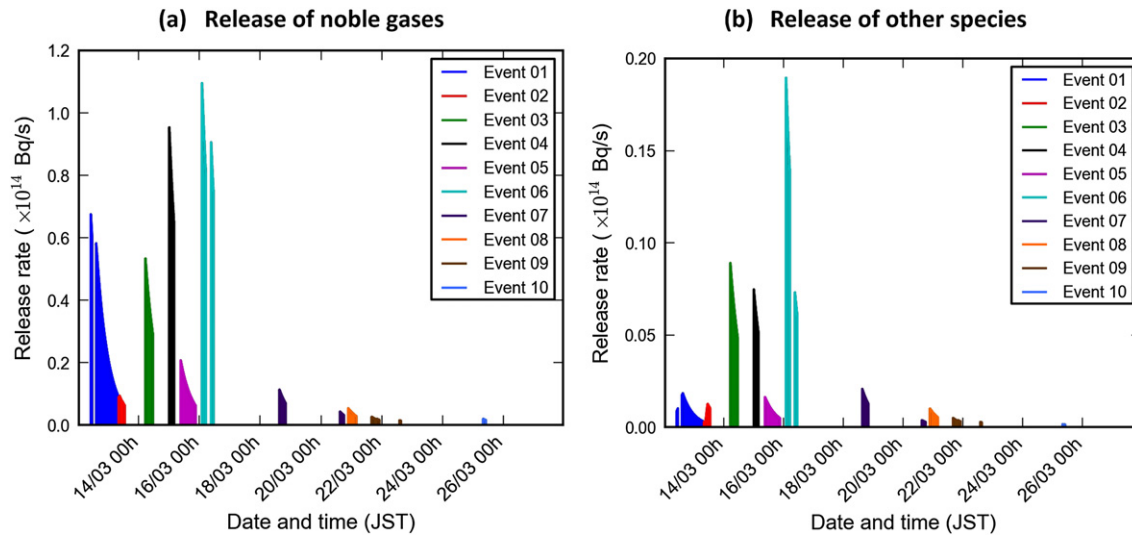 (a) Release of noble gases
1.2
1.0
0.8
0.6
0.4
0.2
0.0
Release rate ( ×10^14 Bq/s)
Event 01
Event 02
Event 03
Event 04
Event 05
Event 06
Event 07
Event 08
Event 09
Event 10
14/03 00h
16/03 00h
18/03 00h
20/03 00h
22/03 00h
24/03 00h
26/03 00h
Date and time (JST)
(b) Release of other species
0.20
0.15
0.10
0.05
0.00
Release rate ( ×10^14 Bq/s)
Event 01
Event 02
Event 03
Event 04
Event 05
Event 06
Event 07
Event 08
Event 09
Event 10
14/03 00h
16/03 00h
18/03 00h
20/03 00h
22/03 00h
24/03 00h
26/03 00h
Date and time (JST)